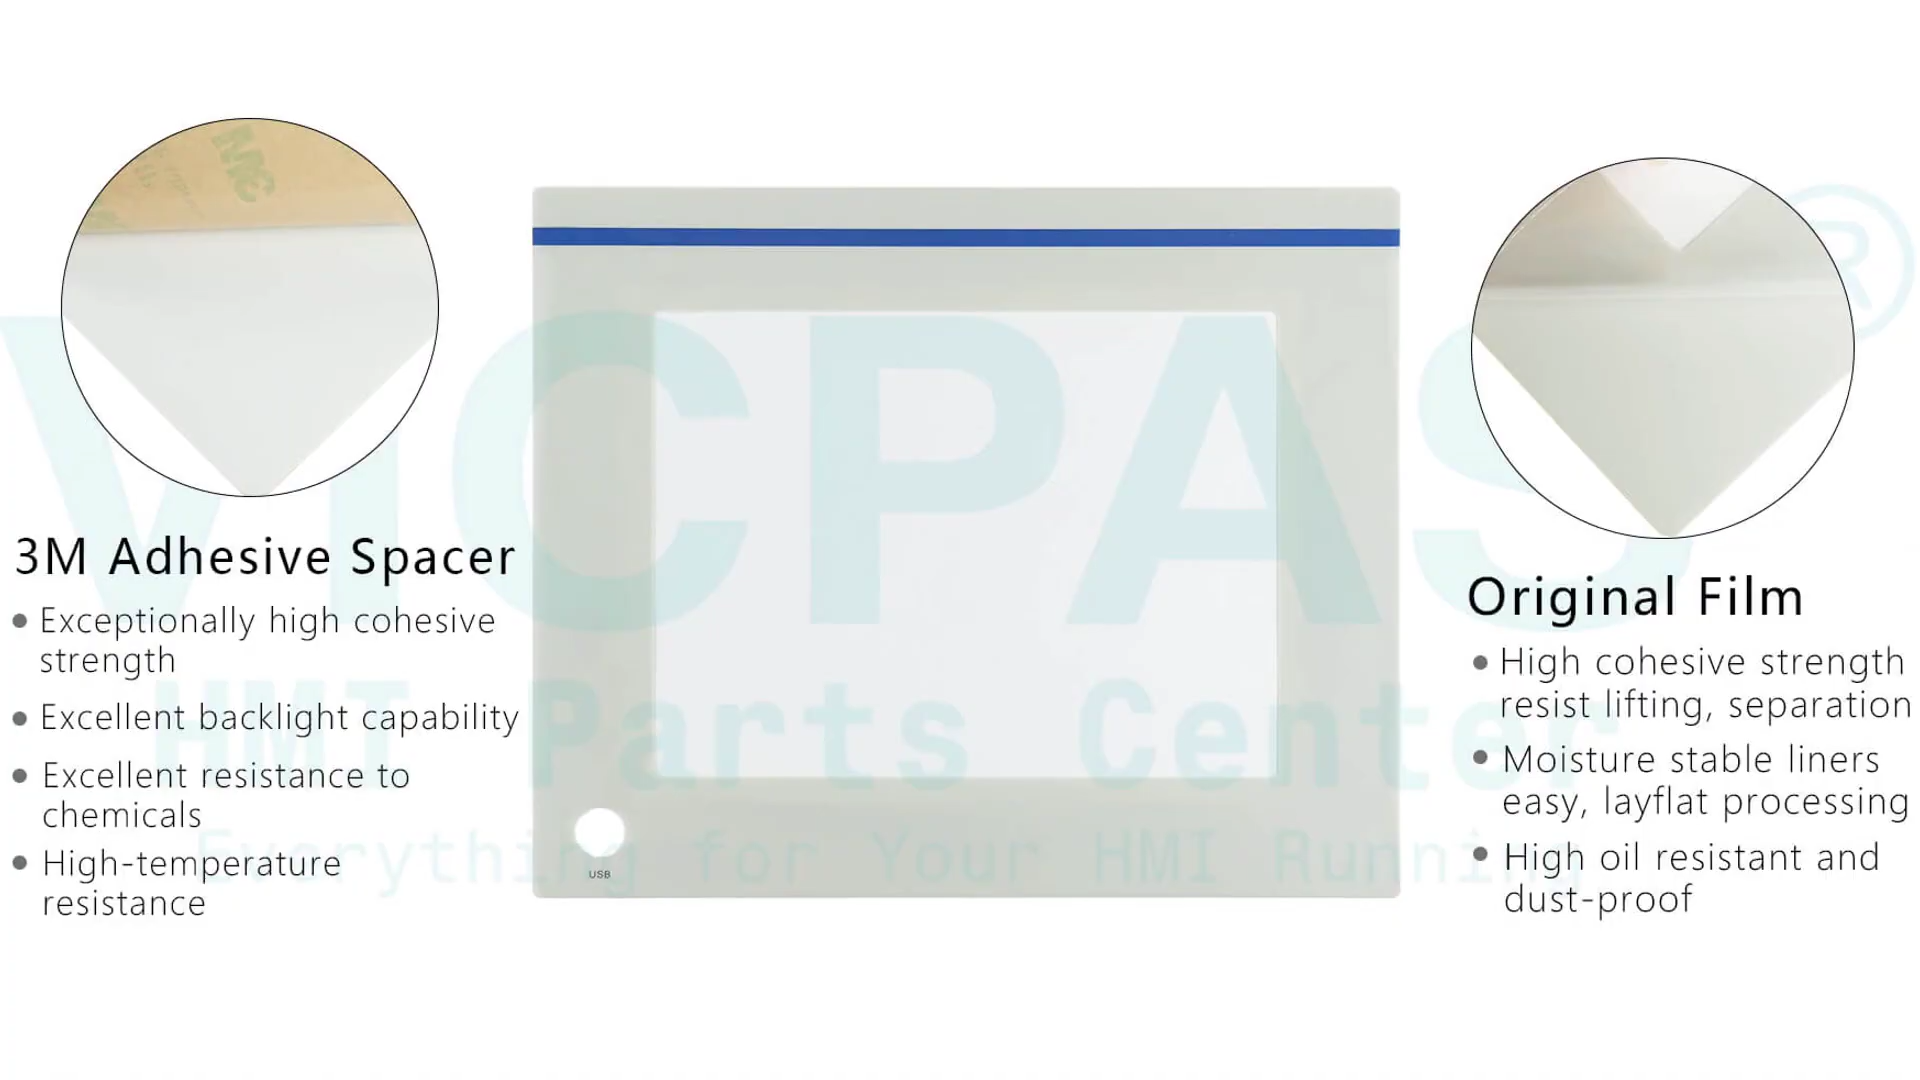 3M
3M Adhesive Spacer
Exceptionally high cohesive
strength
Excellent backlight capability
Excellent resistance to
chemicals
High-temperature
resistance
USB
Original Film
High cohesive strength
resist lifting, separation
Moisture stable liners
easy, layflat processing
High oil resistant and
dust-proof
VICPAS®
HMI Parts Center
Everything for Your HMI Running